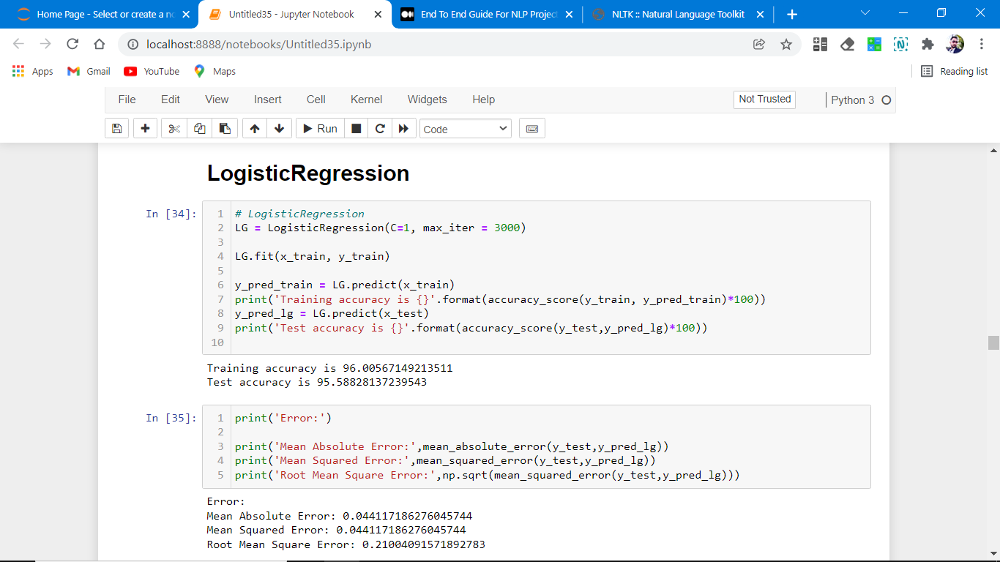 Home Page - Select or create a no
Untitled35 - Jupyter Notebook
End To End Guide For NLP Project
NLTK :: Natural Language Toolkit
localhost:8888/notebooks/Untitled35.ipynb
Apps
Gmail
YouTube
Maps
Reading list
File Edit View Insert Cell Kernel Widgets Help
Not Trusted
Python 3
Run
Code
LogisticRegression
In [34]:
1 # LogisticRegression
2 LG = LogisticRegression(C=1, max_iter = 3000)
3
4 LG.fit(x_train, y_train)
5
6 y_pred_train = LG.predict(x_train)
7 print('Training accuracy is {}'.format(accuracy_score(y_train, y_pred_train)*100))
8 y_pred_lg = LG.predict(x_test)
9 print('Test accuracy is {}'.format(accuracy_score(y_test,y_pred_lg)*100))
10
Training accuracy is 96.00567149213511
Test accuracy is 95.58828137239543
In [35]:
1 print('Error:')
2
3 print('Mean Absolute Error:',mean_absolute_error(y_test,y_pred_lg))
4 print('Mean Squared Error:',mean_squared_error(y_test,y_pred_lg))
5 print('Root Mean Square Error:',np.sqrt(mean_squared_error(y_test,y_pred_lg)))
Error:
Mean Absolute Error: 0.044117186276045744
Mean Squared Error: 0.044117186276045744
Root Mean Square Error: 0.21004091571892783